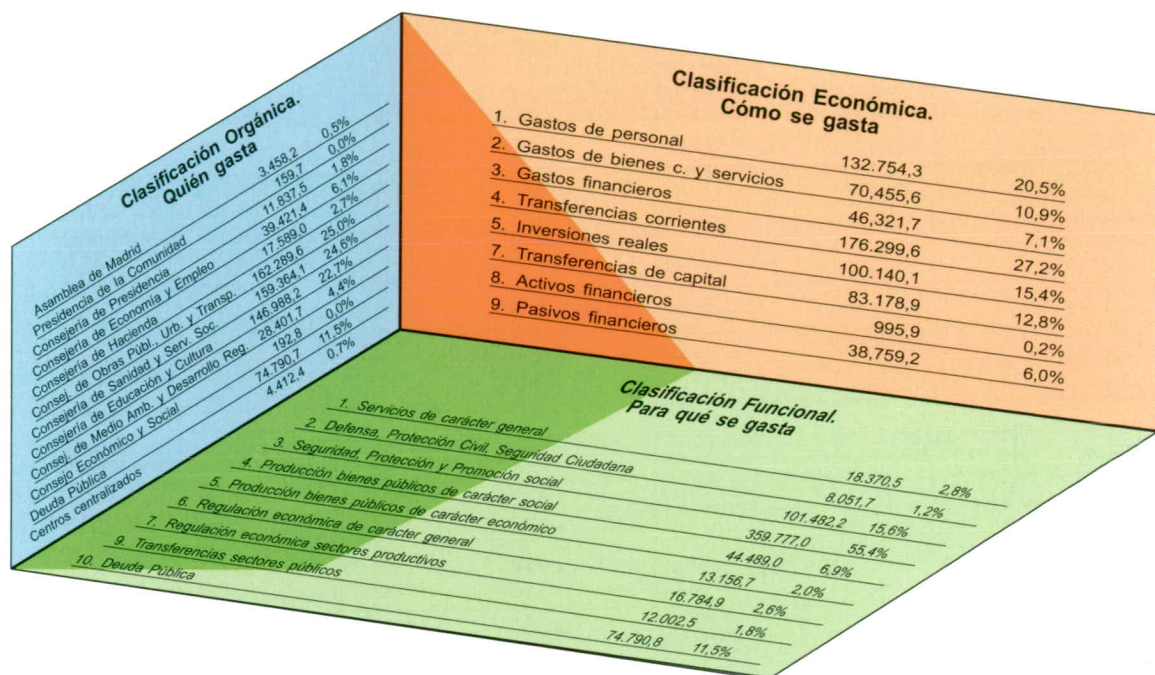 Clasificación Orgánica.
Quién gasta
Asamblea de Madrid 3.458,2 0,5%
Presidencia de la Comunidad 159,7 0,0%
Consejería de Presidencia 11.837,5 1,8%
Consejería de Economía y Empleo 39.421,4 6,1%
Consejería de Hacienda 17.589,0 2,7%
Consej. de Obras Públ., Urb. y Transp. 162.289,6 25,0%
Consejería de Sanidad y Serv. Soc. 159.364,1 24,6%
Consejería de Educación y Cultura 146.988,2 22,7%
Consej. de Medio Amb. y Desarrollo Reg. 28.401,7 4,4%
Consejo Económico y Social 192,8 0,0%
Deuda Pública 74.790,7 11,5%
Centros centralizados 4.412,4 0,7%
Clasificación Económica.
Cómo se gasta
1. Gastos de personal 132.754,3 20,5%
2. Gastos de bienes c. y servicios 70,455,6 10,9%
3. Gastos financieros 46,321,7 7,1%
4. Transferencias corrientes 176.299,6 27,2%
5. Inversiones reales 100.140,1 15,4%
7. Transferencias de capital 83.178,9 12,8%
8. Activos financieros 995,9 0,2%
9. Pasivos financieros 38,759,2 6,0%
Clasificación Funcional.
Para qué se gasta
1. Servicios de carácter general 18.370,5 2,8%
2. Defensa, Protección Civil, Seguridad Ciudadana 8.051,7 1,2%
3. Seguridad, Protección y Promoción social 101.482,2 15,6%
4. Producción bienes públicos de carácter social 359.777,0 55,4%
5. Producción bienes públicos de carácter económico 44.489,0 6,9%
6. Regulación económica de carácter general 13.156,7 2,0%
7. Regulación económica sectores productivos 16.784,9 2,6%
9. Transferencias sectores públicos 12.002,5 1,8%
10. Deuda Pública 74.790,8 11,5%